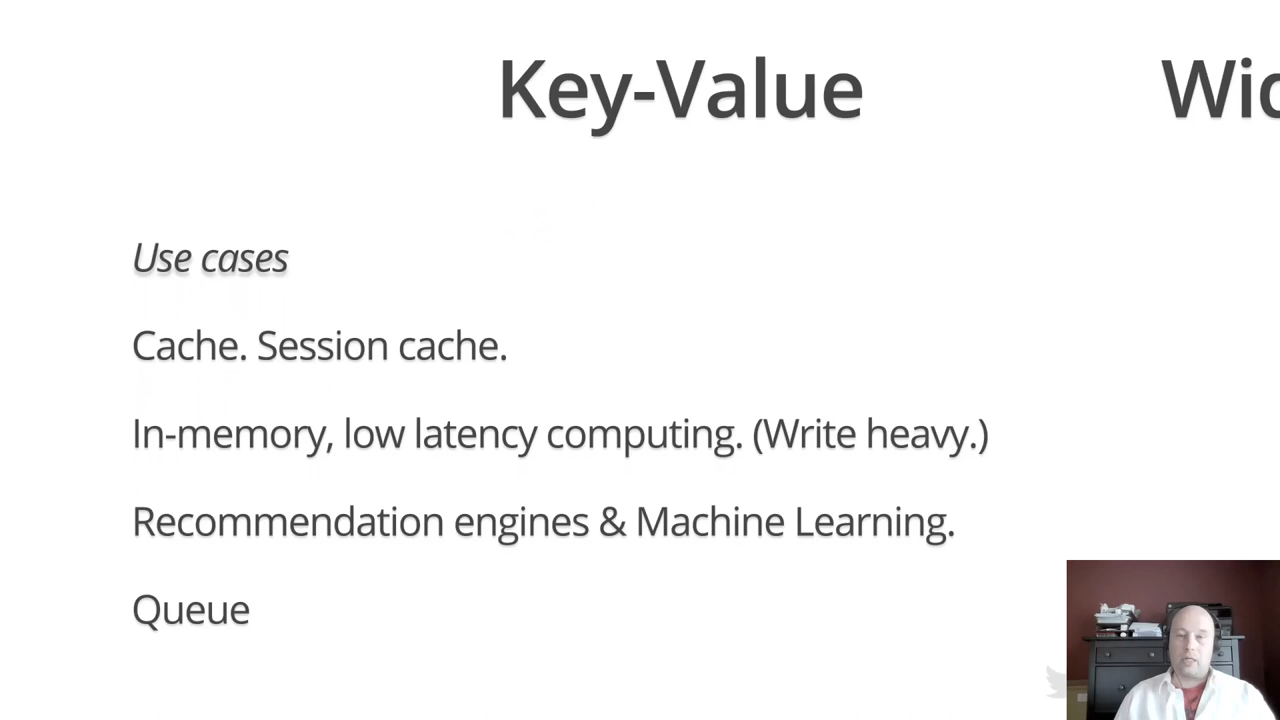 Key-Value
Wid
Use cases
Cache. Session cache.
In-memory, low latency computing. (Write heavy.)
Recommendation engines & Machine Learning.
Queue